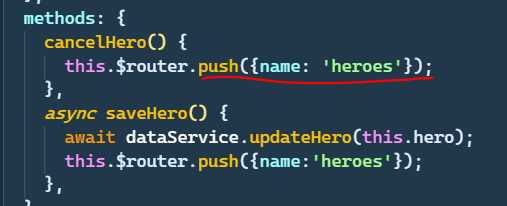 methods: {
cancelHero() {
this.$router.push({name: 'heroes'});
},
async saveHero() {
await dataService.updateHero(this.hero);
this.$router.push({name:'heroes'});
},